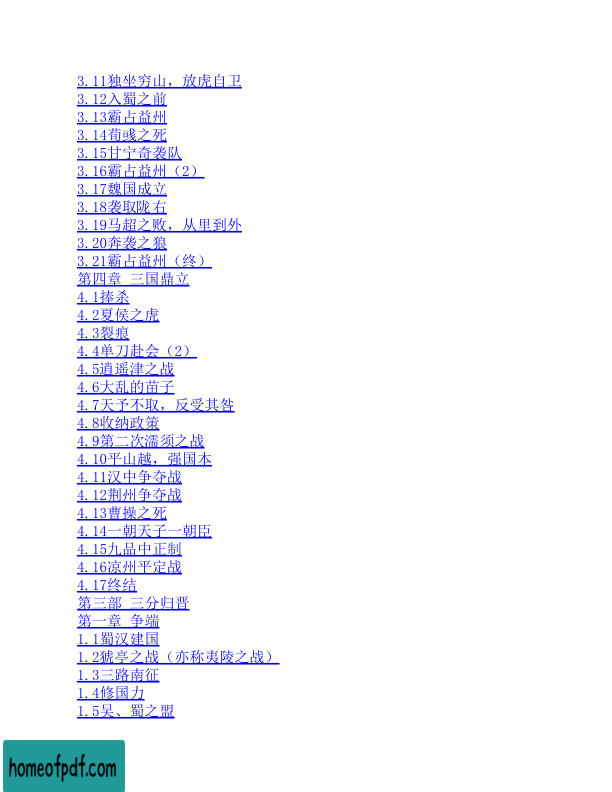 3.11独坐穷山，放虎自卫
3.12入蜀之前
3.13霸占益州
3.14荀彧之死
3.15甘宁奇袭队
3.16霸占益州（2）
3.17魏国成立
3.18袭取陇右
3.19马超之败，从里到外
3.20奔袭之狼
3.21霸占益州（终）
第四章 三国鼎立
4.1捧杀
4.2夏侯之虎
4.3裂痕
4.4单刀赴会（2）
4.5逍遥津之战
4.6大乱的苗子
4.7天予不取，反受其咎
4.8收纳政策
4.9第二次濡须之战
4.10平山越，强国本
4.11汉中争夺战
4.12荆州争夺战
4.13曹操之死
4.14一朝天子一朝臣
4.15九品中正制
4.16凉州平定战
4.17终结
第三部 三分归晋
第一章 争端
1.1蜀汉建国
1.2猇亭之战（亦称夷陵之战）
1.3三路南征
1.4修国力
1.5吴、蜀之盟
homeofpdf.com